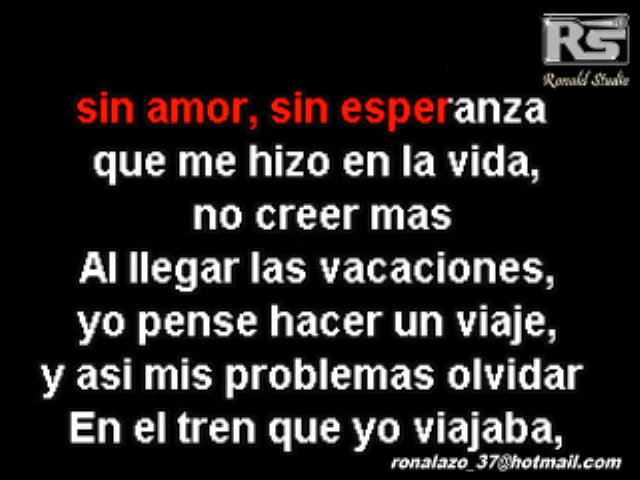 RS
Ronald Studio
sin amor, sin esperanza
que me hizo en la vida,
no creer mas
Al llegar las vacaciones,
yo pense hacer un viaje,
y asi mis problemas olvidar
En el tren que yo viajaba,
ronalazo_37@hotmail.com